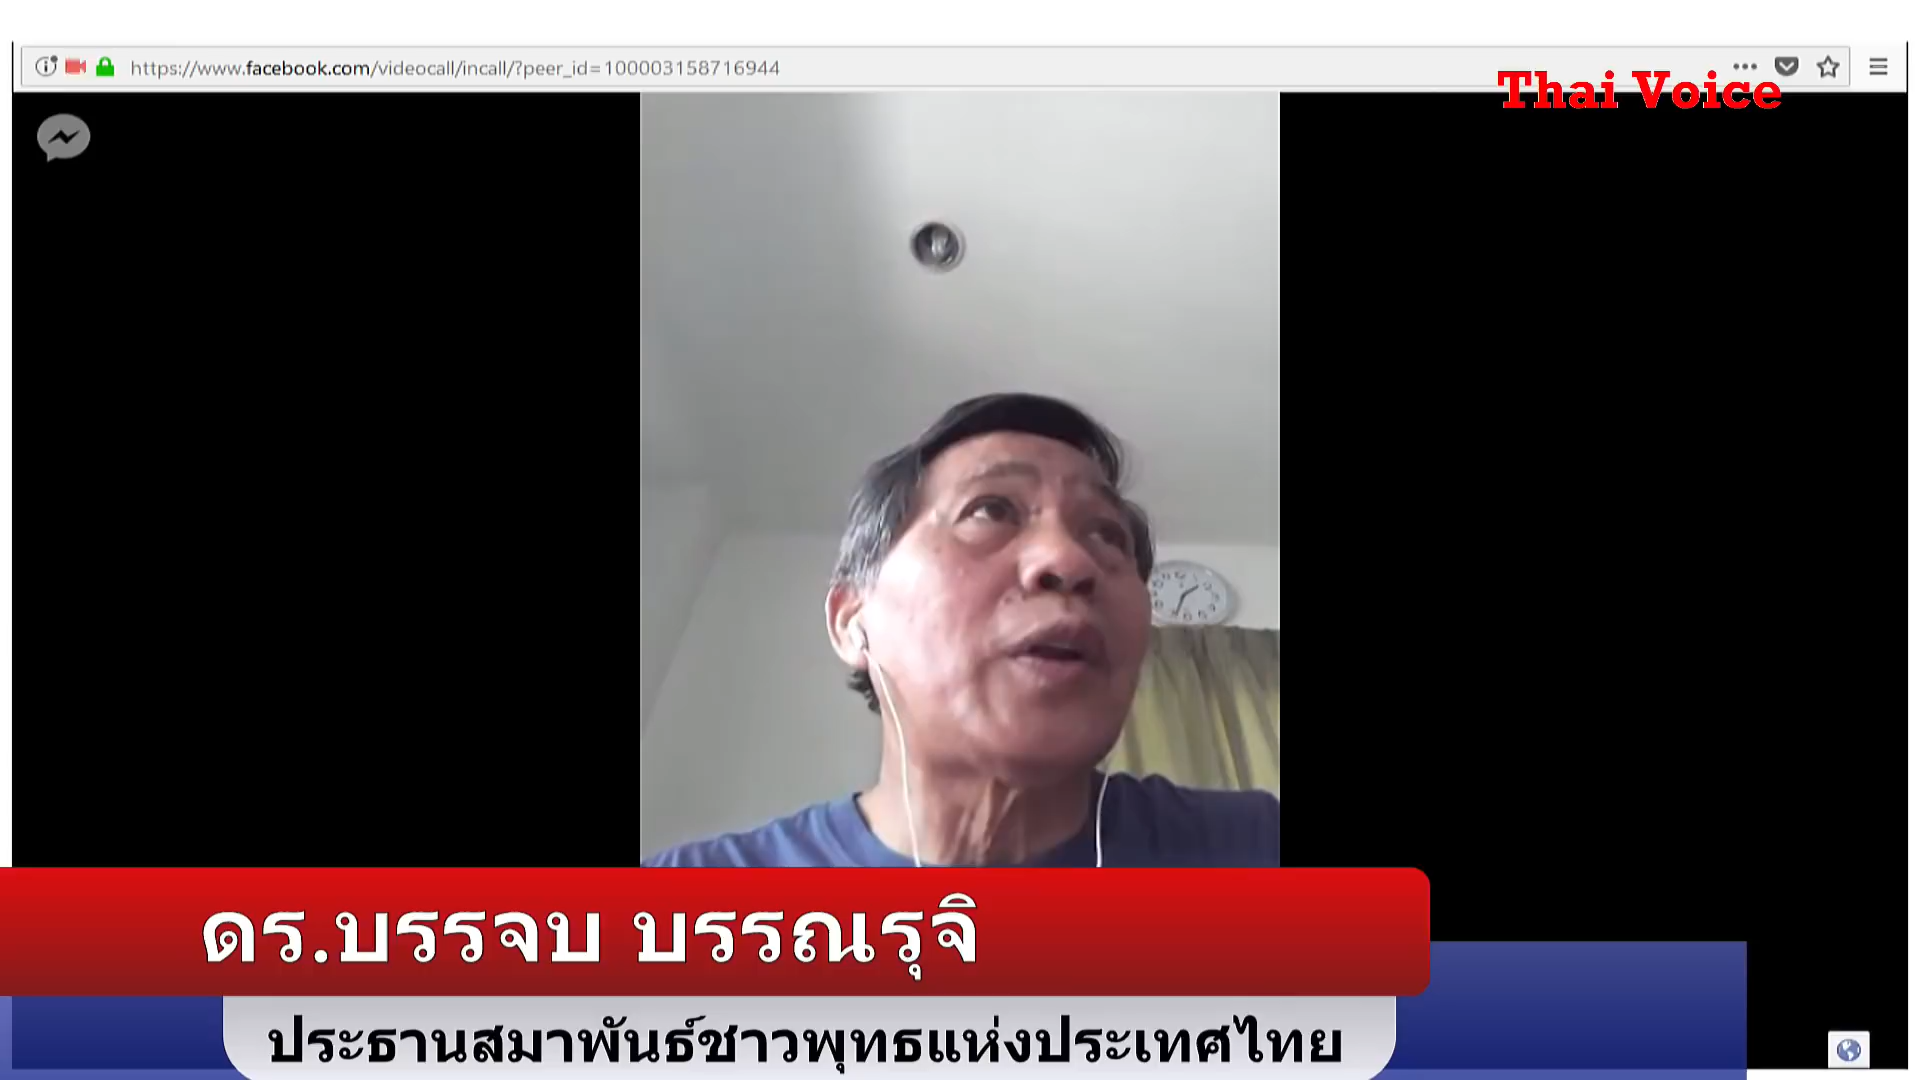 https://www.facebook.com/videocall/incall/?peer_id=100003158716944
Thai Voice
ดร.บรรจบ บรรณรุจิ
ประธานสมาพันธ์ชาวพุทธแห่งประเทศไทย